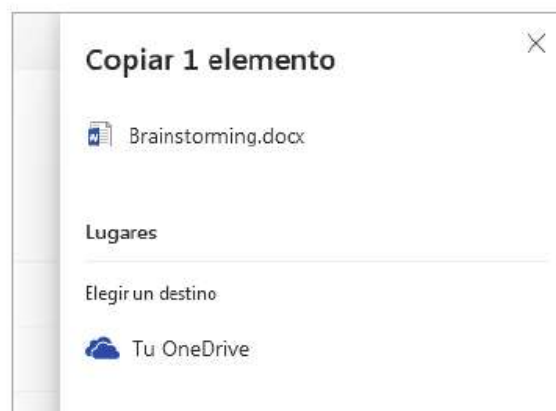 Copiar 1 elemento
Brainstorming.docx
Lugares
Elegir un destino
Tu OneDrive